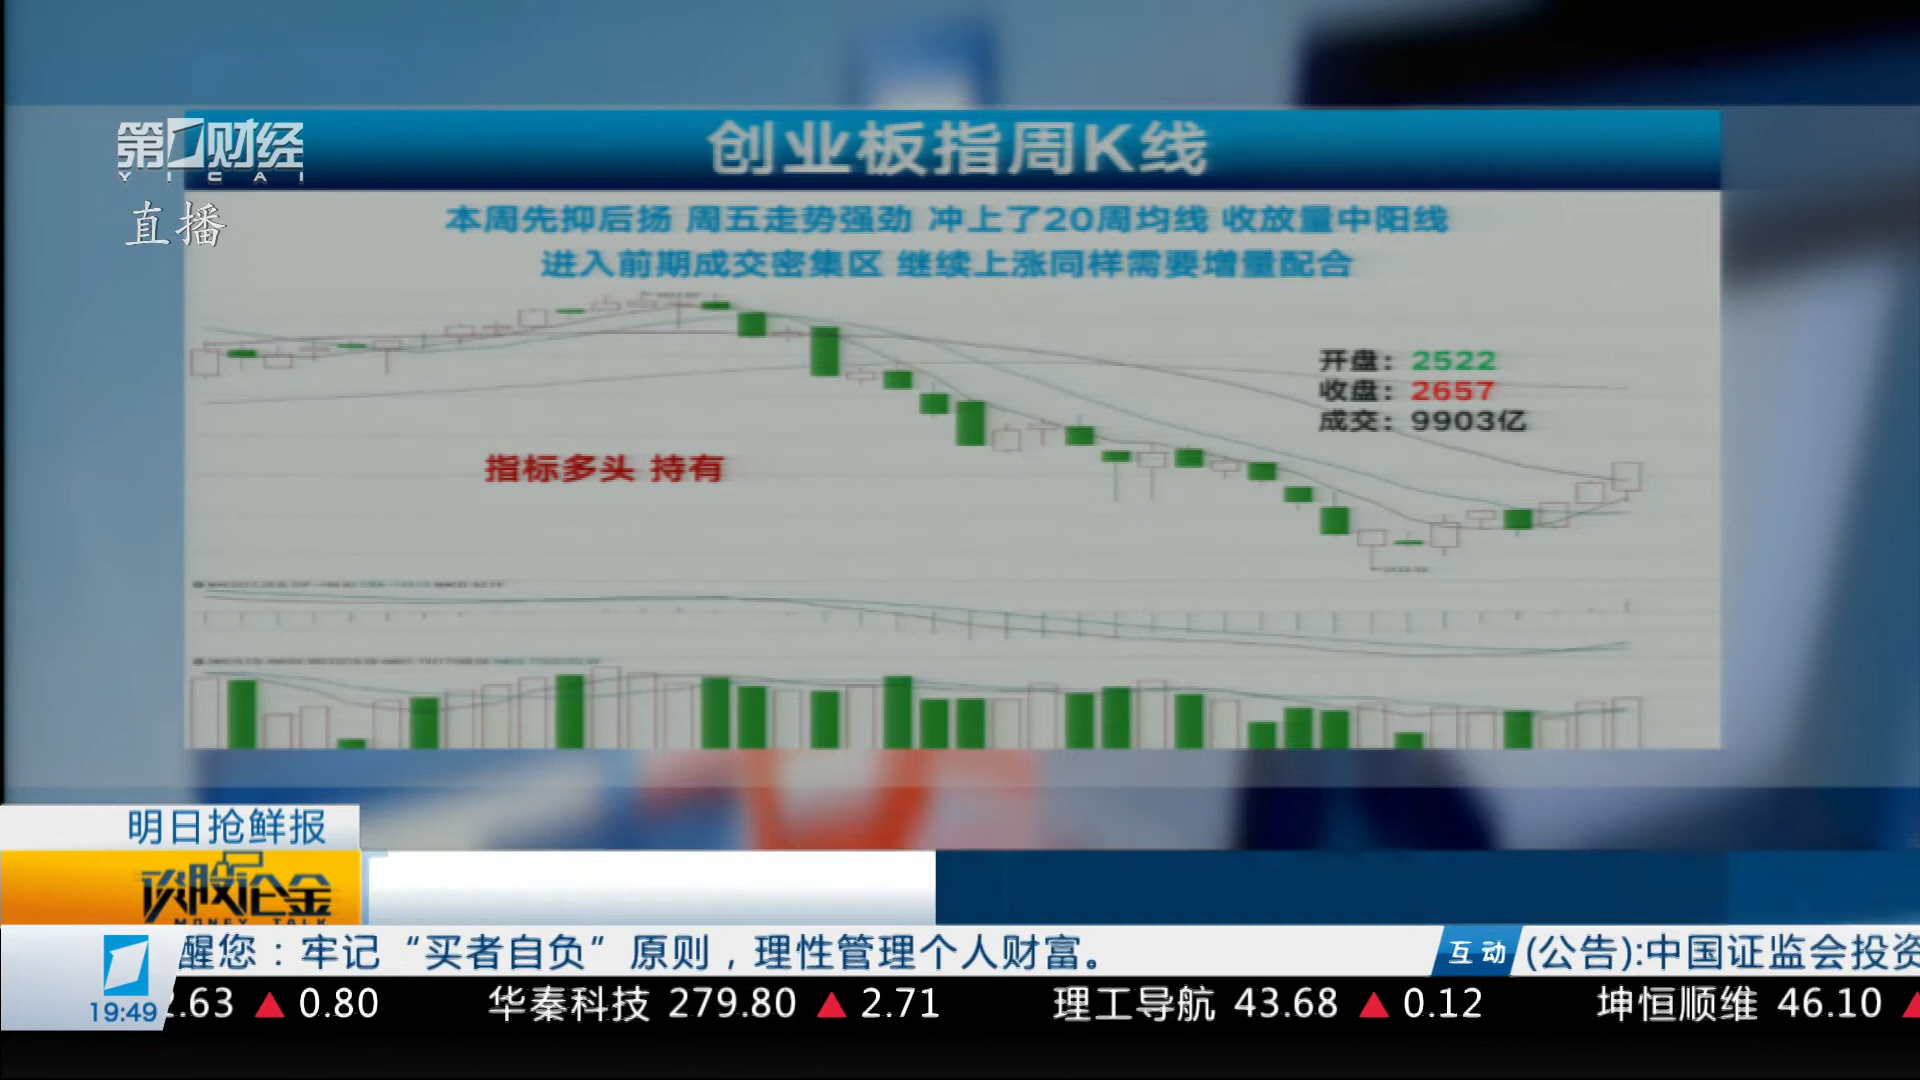 第1财经
YICAI
直播
创业板指周K线
本周先抑后扬 周五走势强劲 冲上了20周均线 收放量中阳线
进入前期成交密集区 继续上涨同样需要增量配合
开盘：2522
收盘：2657
成交：9903亿
指标多头 持有
明日抢鲜报
谈股论金
MONEY TALK
醒您：牢记“买者自负”原则，理性管理个人财富。
互动 (公告):中国证监会投资
19:49
2.63 ▲ 0.80 华秦科技 279.80 ▲ 2.71 理工导航 43.68 ▲ 0.12 坤恒顺维 46.10 ▲